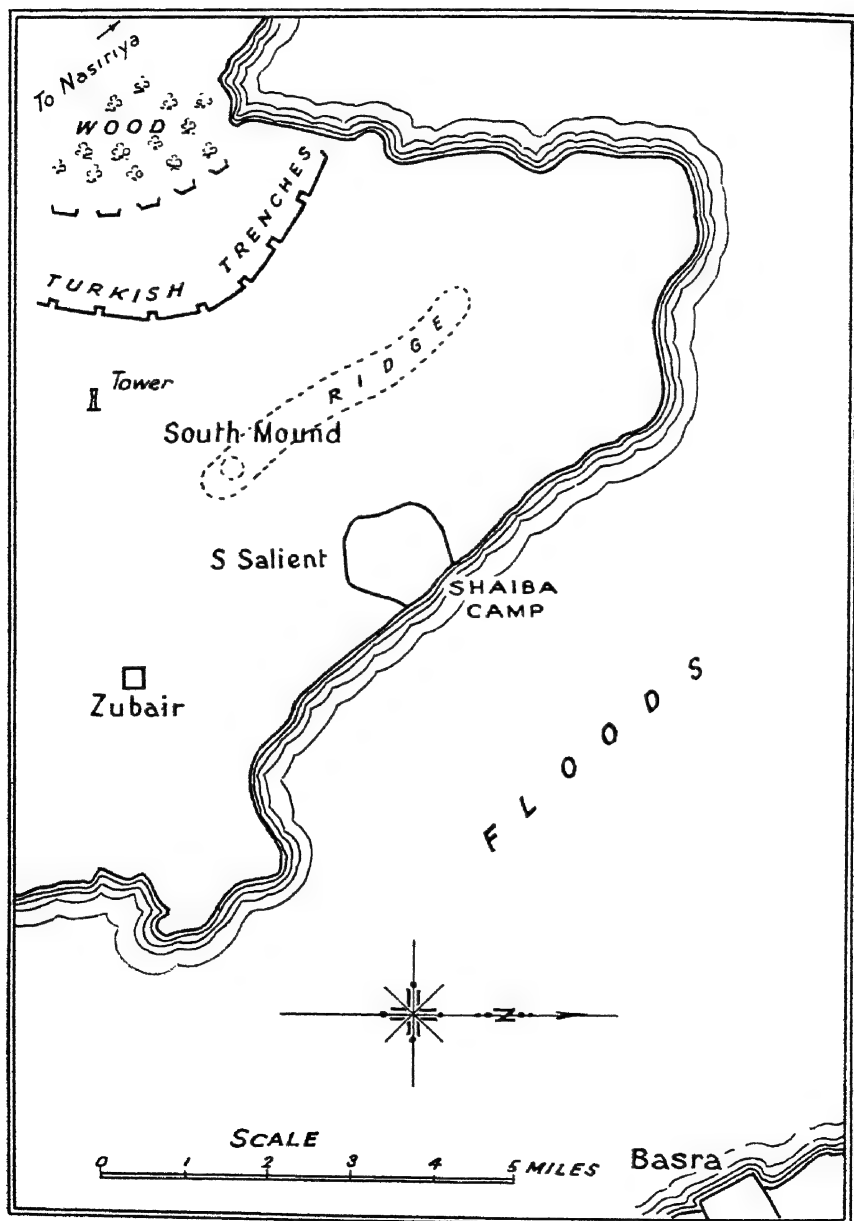 To Nasiriya
WOOD
TURKISH TRENCHES
RIDGE
Tower
South Mound
S Salient
SHAIBA
CAMP
Zubair
FLOODS
N
SCALE
0 1 2 3 4 5 MILES
Basra